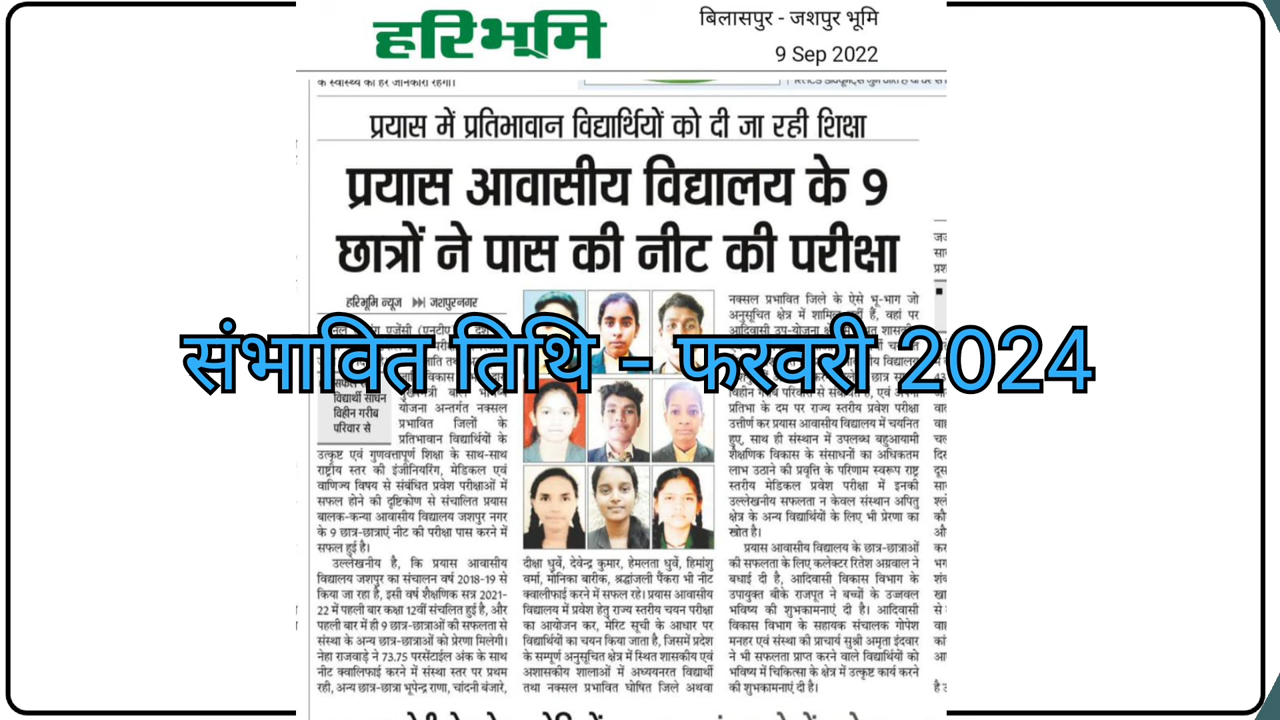 हरिभूमि
बिलासपुर - जशपुर भूमि
9 Sep 2022
के स्वास्थ्य की हर जानकारी रहेगी।
प्रयास में प्रतिभावान विद्यार्थियों को दी जा रही शिक्षा
प्रयास आवासीय विद्यालय के 9
छात्रों ने पास की नीट की परीक्षा
हरिभूमि न्यूज जशपुरनगर
संभावित तिथि - फरवरी 2024
विद्यार्थी साधन
विहीन गरीब
परिवार से
योजना अन्तर्गत नक्सल
प्रभावित जिलों के
प्रतिभावान विद्यार्थियों के
उत्कृष्ट एवं गुणवत्तापूर्ण शिक्षा के साथ-साथ
राष्ट्रीय स्तर की इंजीनियरिंग, मेडिकल एवं
वाणिज्य विषय से संबंधित प्रवेश परीक्षाओं में
सफल होने की दृष्टिकोण से संचालित प्रयास
बालक-कन्या आवासीय विद्यालय जशपुर नगर
के 9 छात्र-छात्राएं नीट की परीक्षा पास करने में
सफल हुई है।
उल्लेखनीय है, कि प्रयास आवासीय
विद्यालय जशपुर का संचालन वर्ष 2018-19 से
किया जा रहा है, इसी वर्ष शैक्षणिक सत्र 2021-
22 में पहली बार कक्षा 12वीं संचलित हुई है, और
पहली बार में ही 9 छात्र-छात्राओं की सफलता से
संस्था के अन्य छात्र-छात्राओं को प्रेरणा मिलेगी।
नेहा राजवाड़े ने 73.75 परसेंटाईल अंक के साथ
नीट क्वालिफाई करने में संस्था स्तर पर प्रथम
रही, अन्य छात्र-छात्रा भूपेन्द्र राणा, चांदनी बंजारे,
दीक्षा धुर्वे, देवेन्द्र कुमार, हेमलता धुर्वे, हिमांशु
वर्मा, मोनिका बारीक, श्रद्धांजली पैंकरा भी नीट
क्वालीफाई करने में सफल रहे। प्रयास आवासीय
विद्यालय में प्रवेश हेतु राज्य स्तरीय चयन परीक्षा
का आयोजन कर, मेरिट सूची के आधार पर
विद्यार्थियों का चयन किया जाता है, जिसमें प्रदेश
के सम्पूर्ण अनुसूचित क्षेत्र में स्थित शासकीय एवं
अशासकीय शालाओं में अध्ययनरत विद्यार्थी
तथा नक्सल प्रभावित घोषित जिले अथवा
नक्सल प्रभावित जिले के ऐसे भू-भाग जो
अनुसूचित क्षेत्र में शामिल नहीं हैं, वहां पर
प्रतिभा के दम पर राज्य स्तरीय प्रवेश परीक्षा
उत्तीर्ण कर प्रयास आवासीय विद्यालय में चयनित
हुए, साथ ही संस्थान में उपलब्ध बहुआयामी
शैक्षणिक विकास के संसाधनों का अधिकतम
लाभ उठाने की प्रवृत्ति के परिणाम स्वरूप राष्ट्र
स्तरीय मेडिकल प्रवेश परीक्षा में इनकी
उल्लेखनीय सफलता न केवल संस्थान अपितु
क्षेत्र के अन्य विद्यार्थियों के लिए भी प्रेरणा का
स्रोत है।
प्रयास आवासीय विद्यालय के छात्र-छात्राओं
की सफलता के लिए कलेक्टर रितेश अग्रवाल ने
बधाई दी है, आदिवासी विकास विभाग के
उपायुक्त बीके राजपूत ने बच्चों के उज्जवल
भविष्य की शुभकामनाएं दी है। आदिवासी
विकास विभाग के सहायक संचालक गोपेश
मनहर एवं संस्था की प्राचार्य सुश्री अमृता इंदवार
ने भी सफलता प्राप्त करने वाले विद्यार्थियों को
भविष्य में चिकित्सा के क्षेत्र में उत्कृष्ट कार्य करने
की शुभकामनाएं दी है।